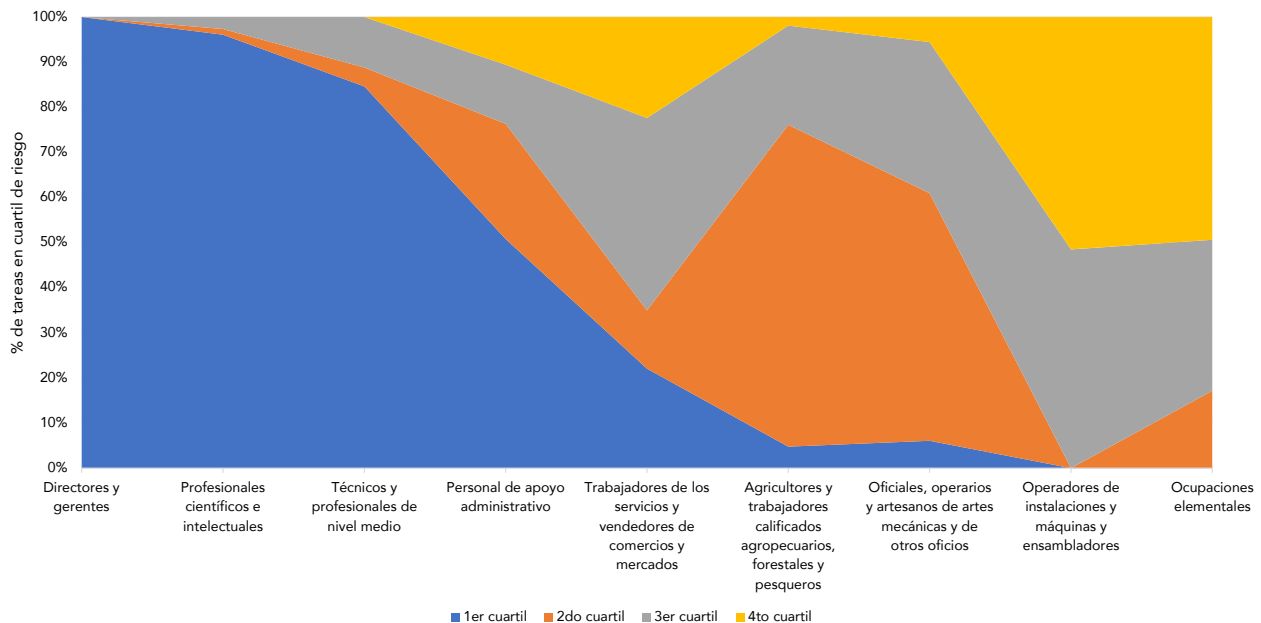 100%
90%
80%
70%
60%
50%
40%
30%
20%
10%
0%
% de tareas en cuartil de riesgo
Directores y
gerentes
Profesionales
científicos e
intelectuales
Técnicos y
profesionales de
nivel medio
Personal de apoyo
administrativo
Trabajadores de los
servicios y
vendedores de
comercios y
mercados
Agricultores y
trabajadores
calificados
agropecuarios,
forestales y
pesqueros
Oficiales, operarios
y artesanos de artes
mecánicas y de
otros oficios
Operadores de
instalaciones y
máquinas y
ensambladores
Ocupaciones
elementales
1er cuartil
2do cuartil
3er cuartil
4to cuartil